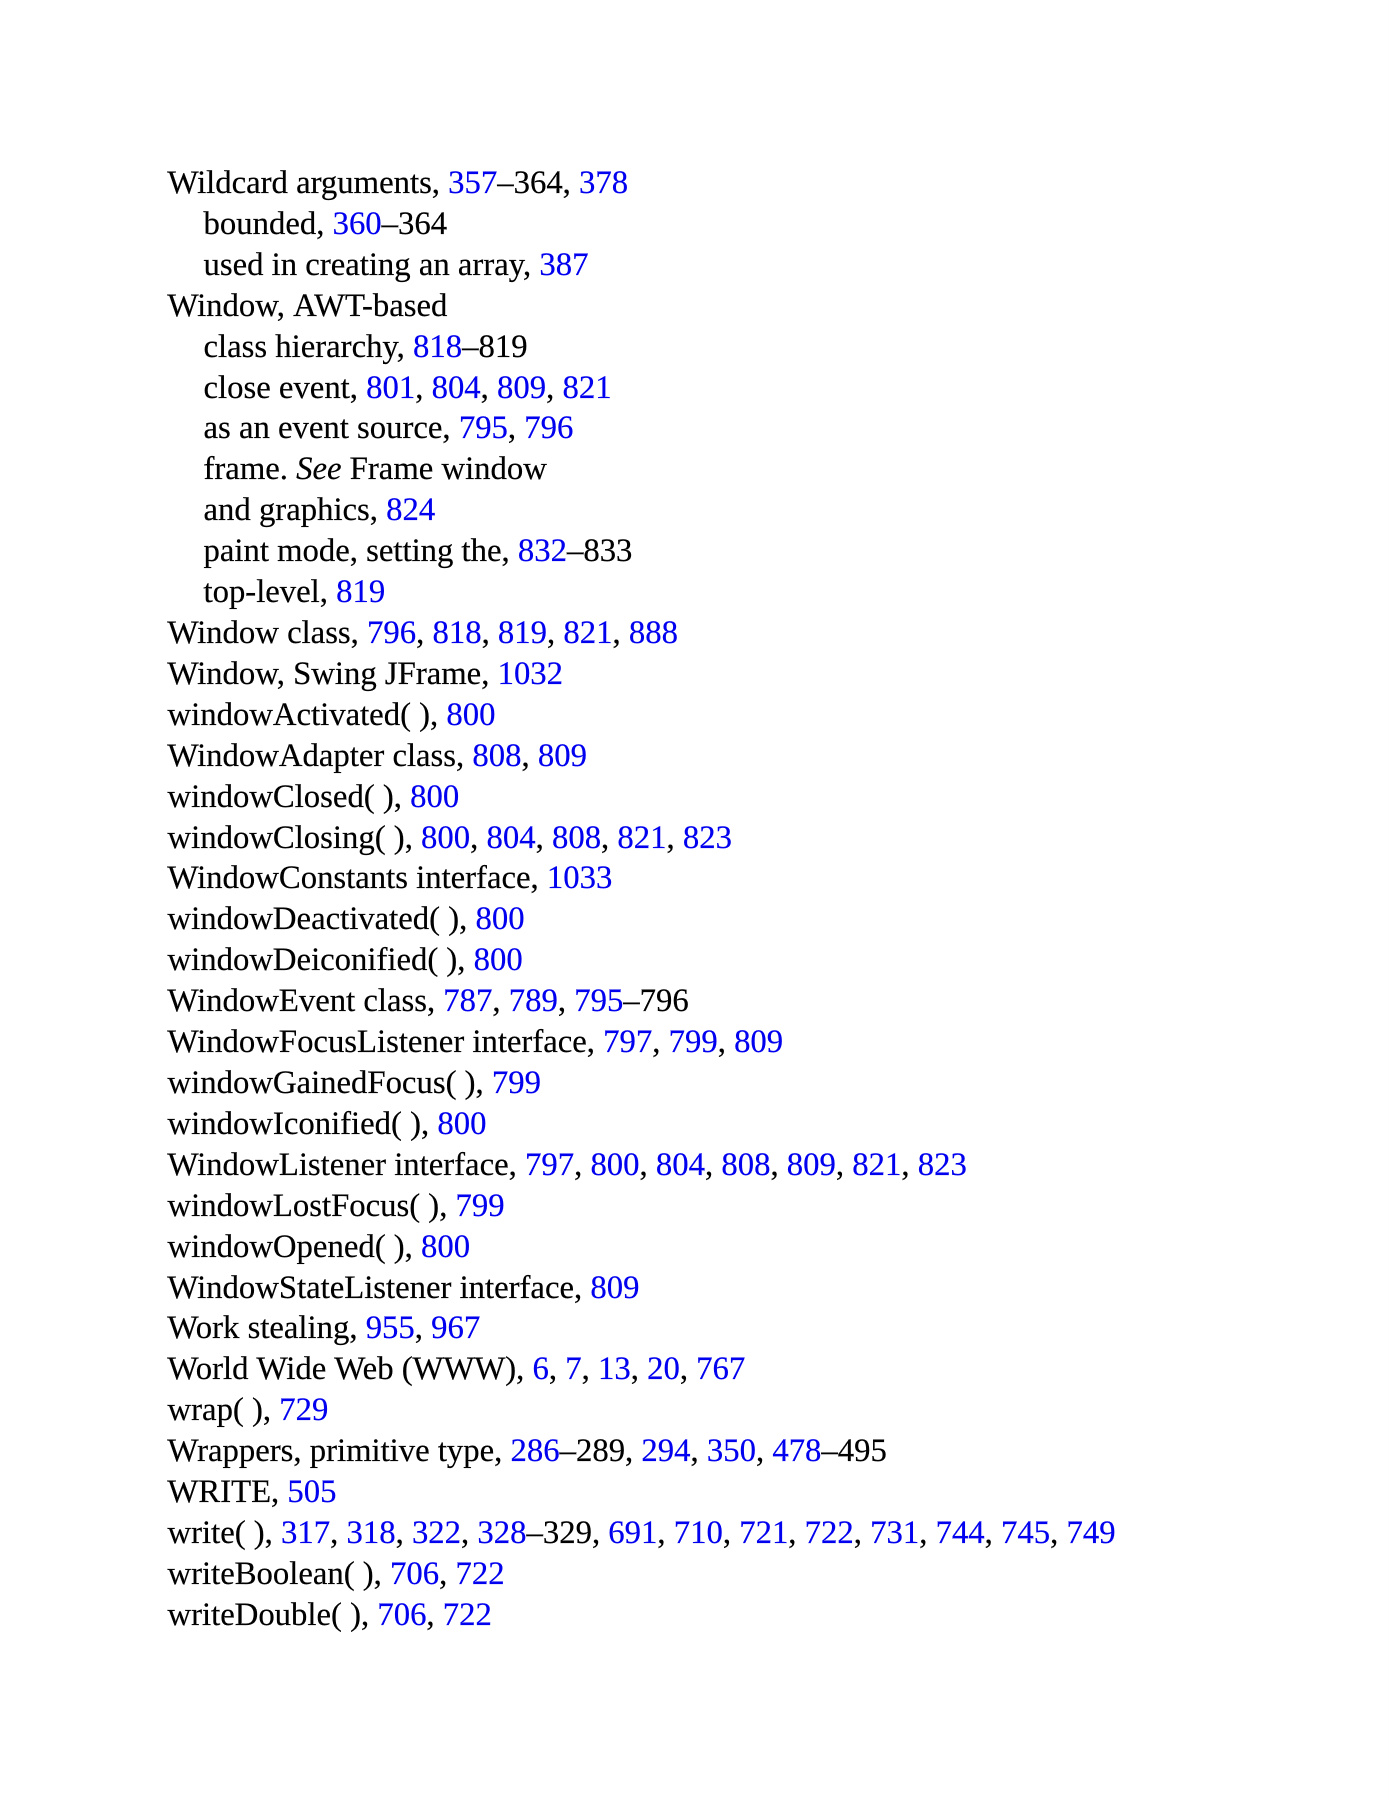 Wildcard arguments, 357–364, 378
bounded, 360–364
used in creating an array, 387
Window, AWT-based
class hierarchy, 818–819
close event, 801, 804, 809, 821
as an event source, 795, 796
frame. See Frame window
and graphics, 824
paint mode, setting the, 832–833
top-level, 819
Window class, 796, 818, 819, 821, 888
Window, Swing JFrame, 1032
windowActivated( ), 800
WindowAdapter class, 808, 809
windowClosed( ), 800
windowClosing( ), 800, 804, 808, 821, 823
WindowConstants interface, 1033
windowDeactivated( ), 800
windowDeiconified( ), 800
WindowEvent class, 787, 789, 795–796
WindowFocusListener interface, 797, 799, 809
windowGainedFocus( ), 799
windowIconified( ), 800
WindowListener interface, 797, 800, 804, 808, 809, 821, 823
windowLostFocus( ), 799
windowOpened( ), 800
WindowStateListener interface, 809
Work stealing, 955, 967
World Wide Web (WWW), 6, 7, 13, 20, 767
wrap( ), 729
Wrappers, primitive type, 286–289, 294, 350, 478–495
WRITE, 505
write( ), 317, 318, 322, 328–329, 691, 710, 721, 722, 731, 744, 745, 749
writeBoolean( ), 706, 722
writeDouble( ), 706, 722